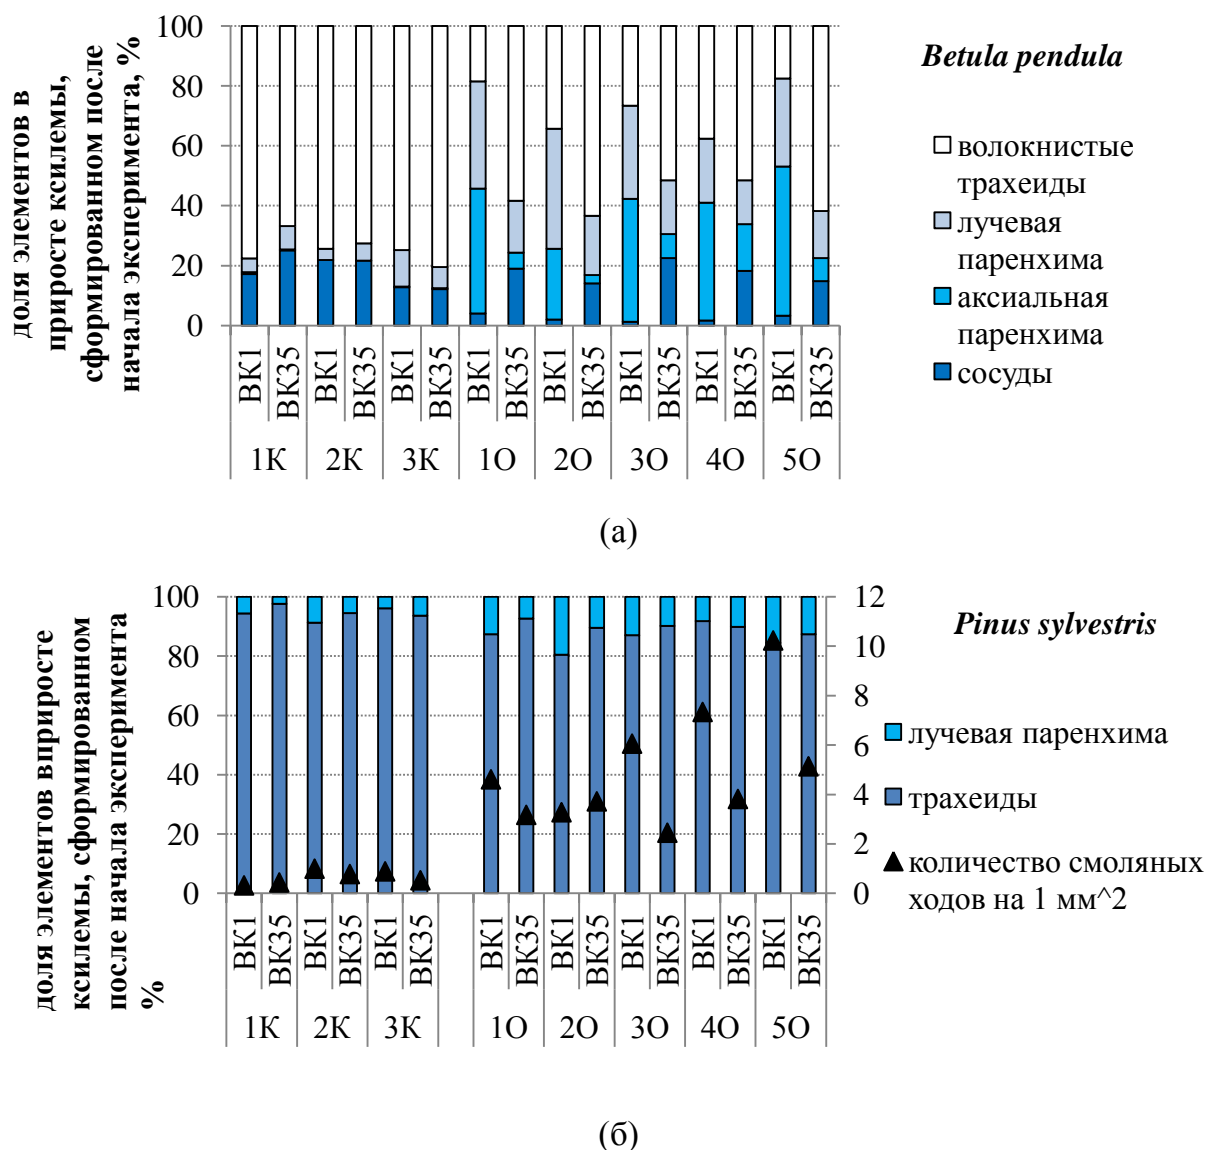 доля элементов в
приросте ксилемы,
сформированном после
начала эксперимента, %
100
80
60
40
20
0
ВК1
ВК35
ВК1
ВК35
ВК1
ВК35
ВК1
ВК35
ВК1
ВК35
ВК1
ВК35
ВК1
ВК35
ВК1
ВК35
1К
2К
3К
1О
2О
3О
4О
5О
Betula pendula
волокнистые
трахеиды
лучевая
паренхима
аксиальная
паренхима
сосуды
(а)
доля элементов вприросте
ксилемы, сформированном
после начала эксперимента
%
100
80
60
40
20
0
ВК1
ВК35
ВК1
ВК35
ВК1
ВК35
ВК1
ВК35
ВК1
ВК35
ВК1
ВК35
ВК1
ВК35
ВК1
ВК35
1К
2К
3К
1О
2О
3О
4О
5О
12
10
8
6
4
2
0
Pinus sylvestris
лучевая паренхима
трахеиды
количество смоляных
ходов на 1 мм^2
(б)